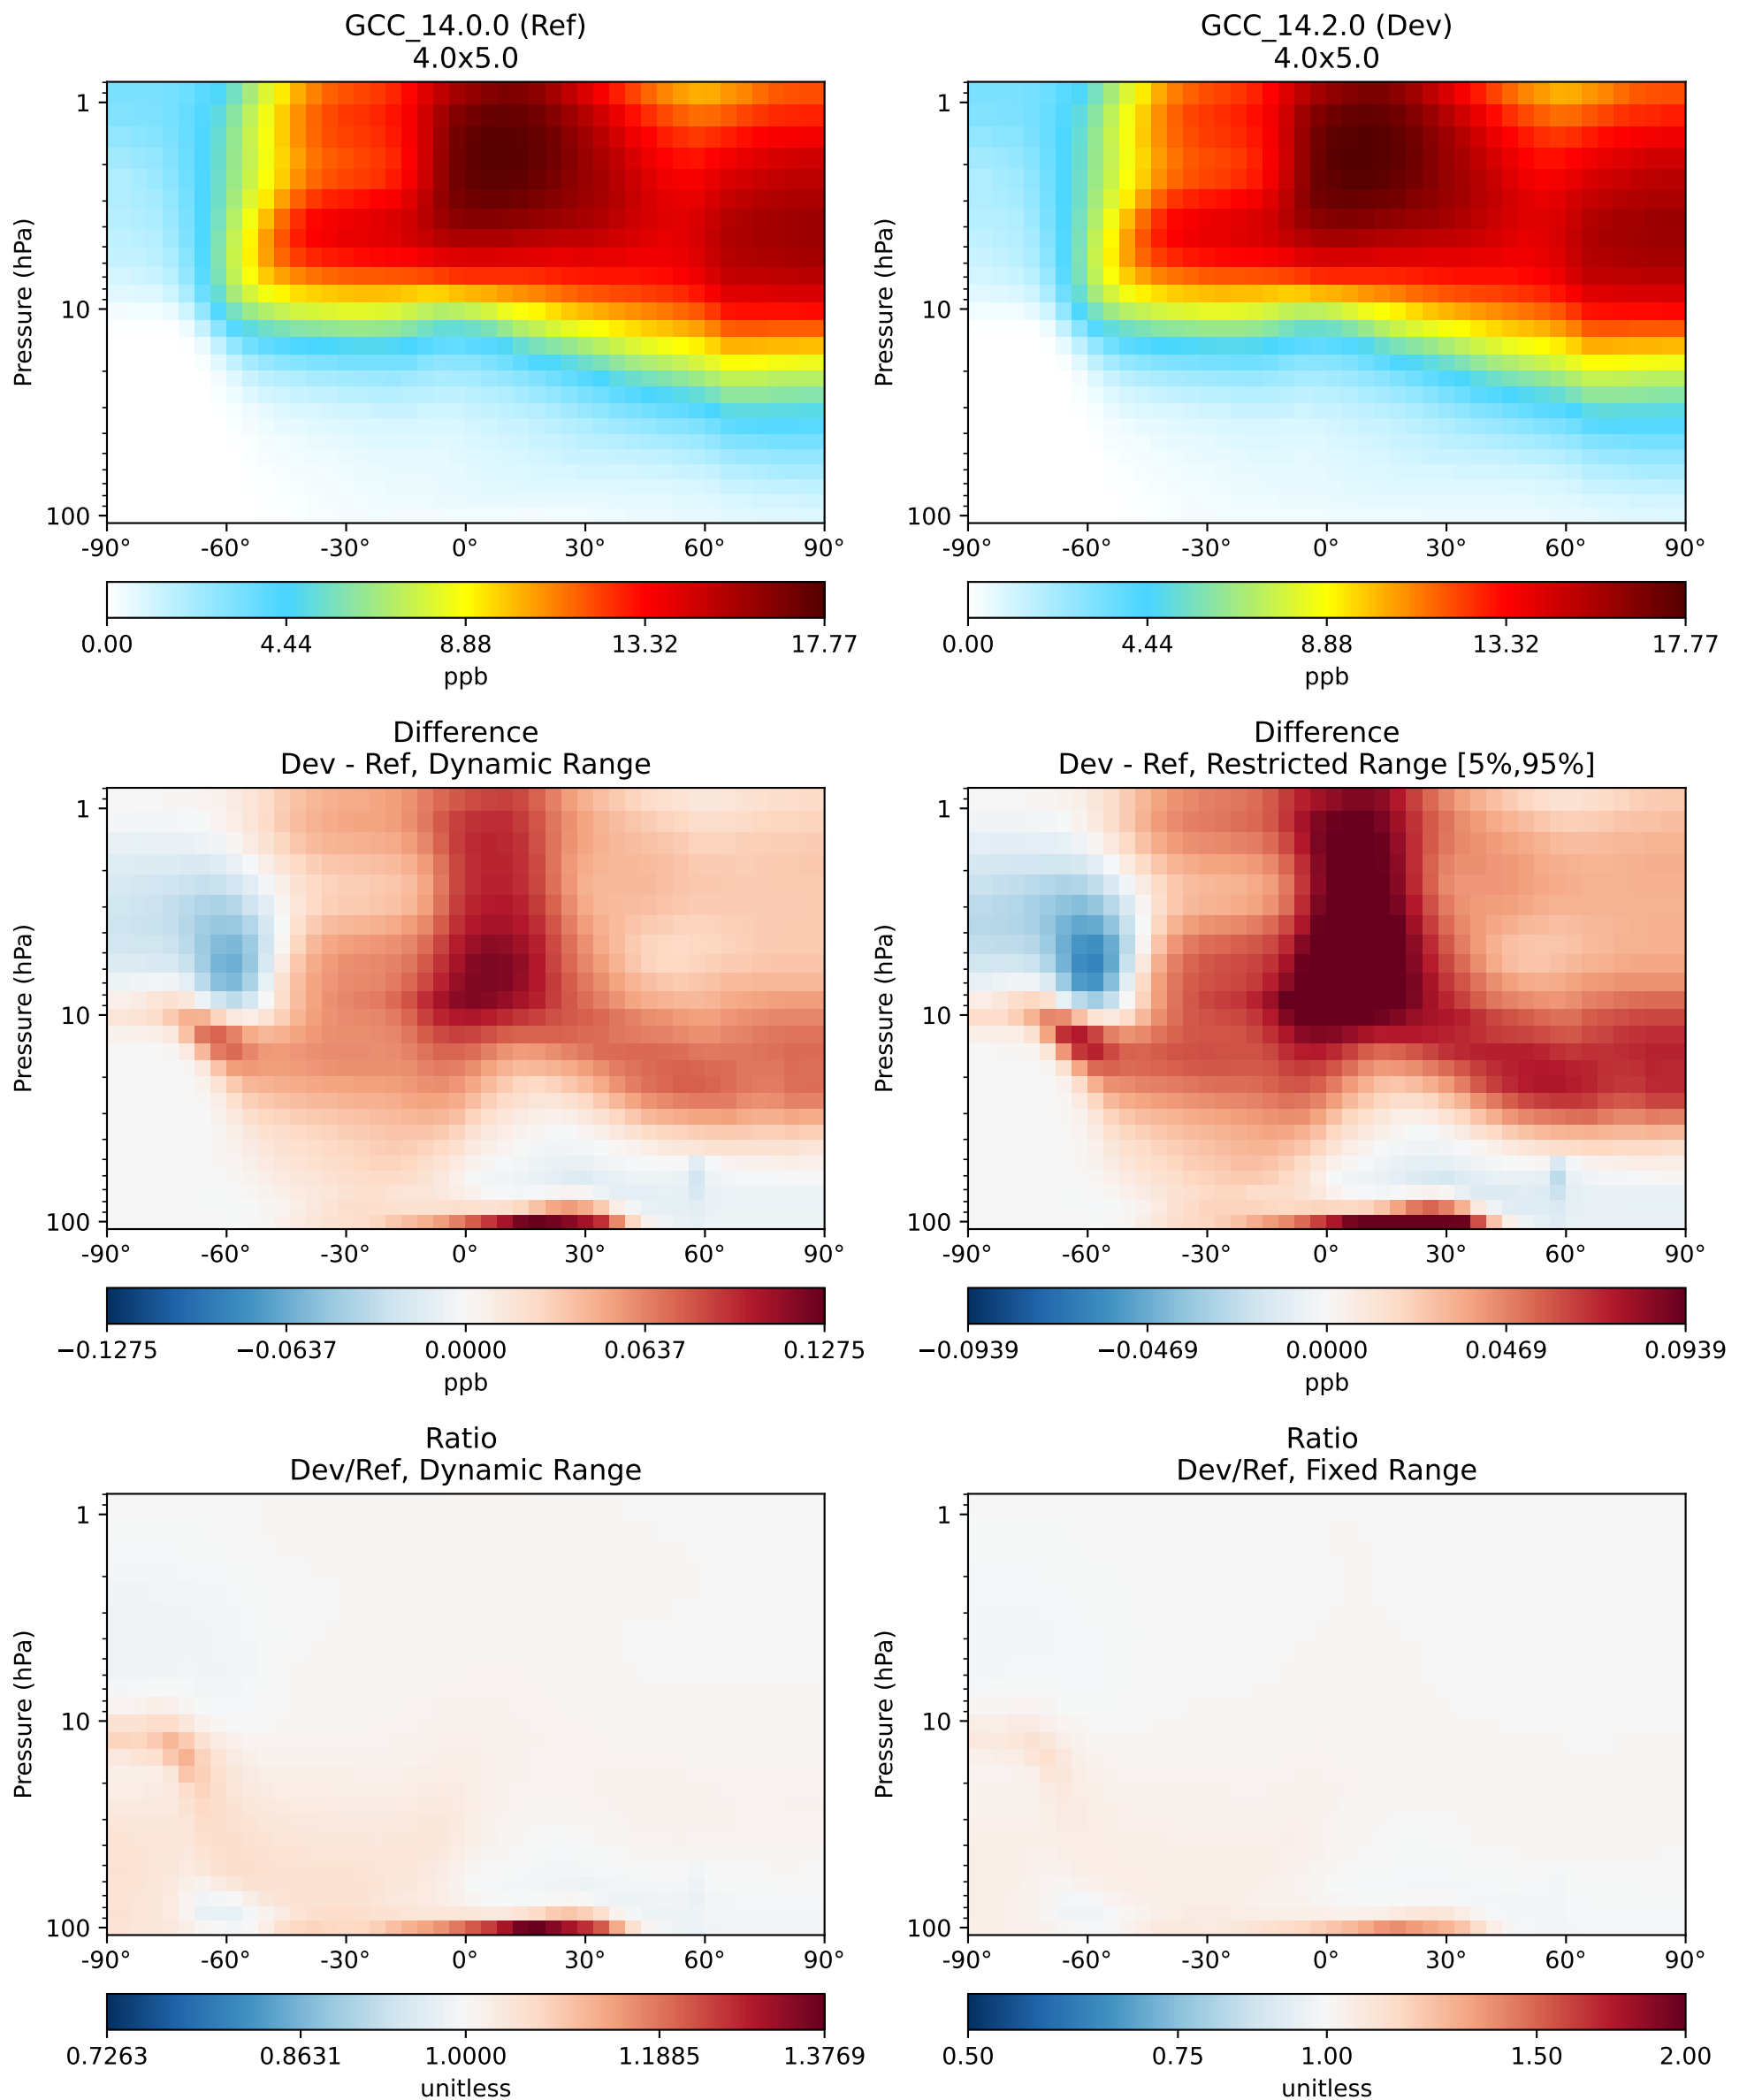 GCC_14.0.0 (Ref)
4.0x5.0
Pressure (hPa)
1
10
100
-90° -60° -30° 0° 30° 60° 90°
0.00 4.44 8.88 13.32 17.77
ppb
GCC_14.2.0 (Dev)
4.0x5.0
Pressure (hPa)
1
10
100
-90° -60° -30° 0° 30° 60° 90°
0.00 4.44 8.88 13.32 17.77
ppb
Difference
Dev - Ref, Dynamic Range
Pressure (hPa)
1
10
100
-90° -60° -30° 0° 30° 60° 90°
−0.1275 −0.0637 0.0000 0.0637 0.1275
ppb
Difference
Dev - Ref, Restricted Range [5%,95%]
Pressure (hPa)
1
10
100
-90° -60° -30° 0° 30° 60° 90°
−0.0939 −0.0469 0.0000 0.0469 0.0939
ppb
Ratio
Dev/Ref, Dynamic Range
Pressure (hPa)
1
10
100
-90° -60° -30° 0° 30° 60° 90°
0.7263 0.8631 1.0000 1.1885 1.3769
unitless
Ratio
Dev/Ref, Fixed Range
Pressure (hPa)
1
10
100
-90° -60° -30° 0° 30° 60° 90°
0.50 0.75 1.00 1.50 2.00
unitless